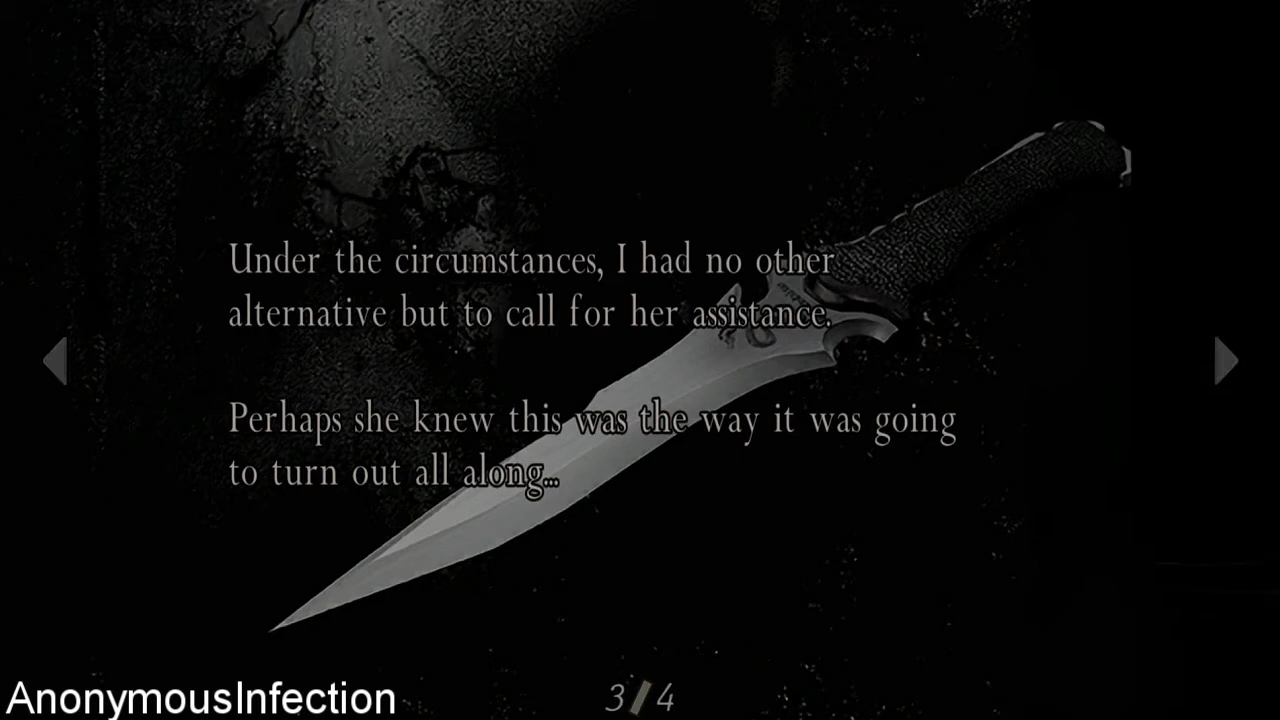 Under the circumstances, I had no other
alternative but to call for her assistance.
Perhaps she knew this was the way it was going
to turn out all along...
3/4
AnonymousInfection